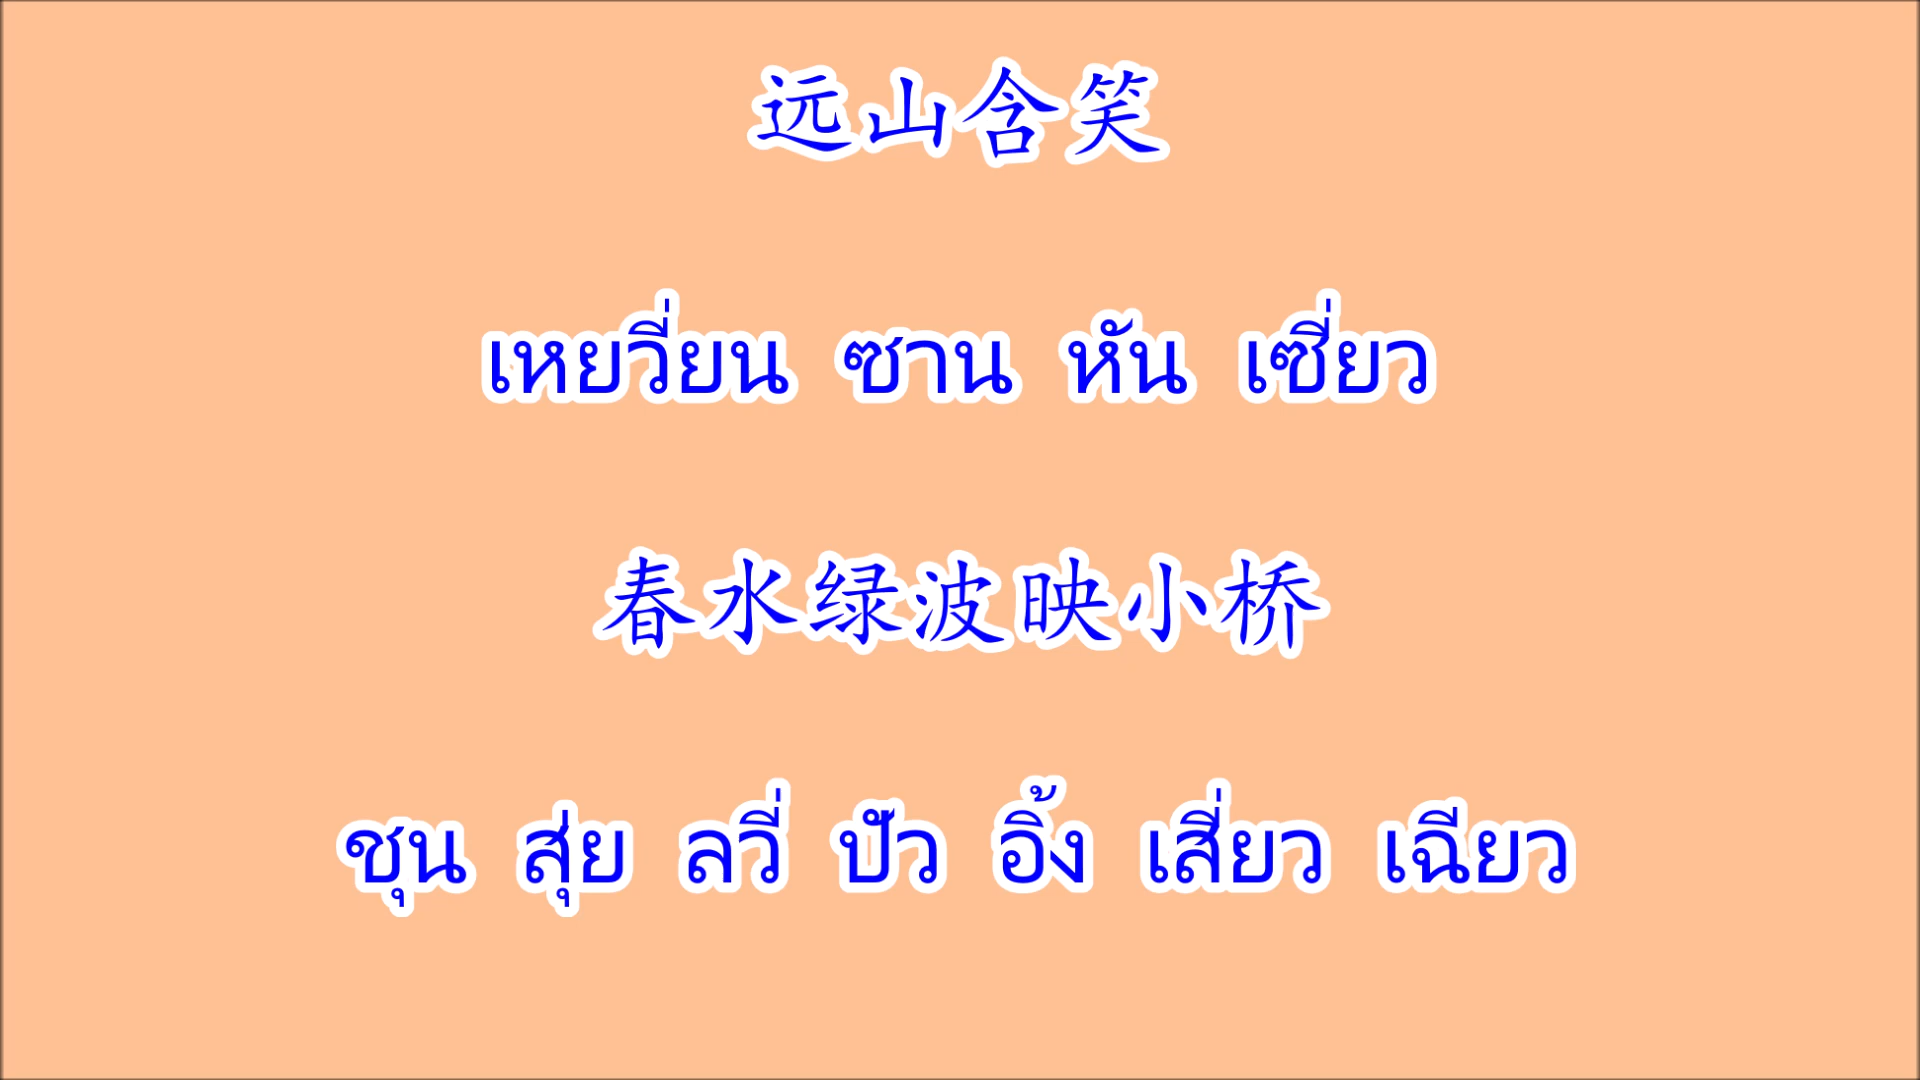 远山含笑
เหยวี่ยน ซาน หัน เซี่ยว
春水绿波映小桥
ชุน สุ่ย ลวี่ ปัว อิ้ง เสี่ยว เฉียว